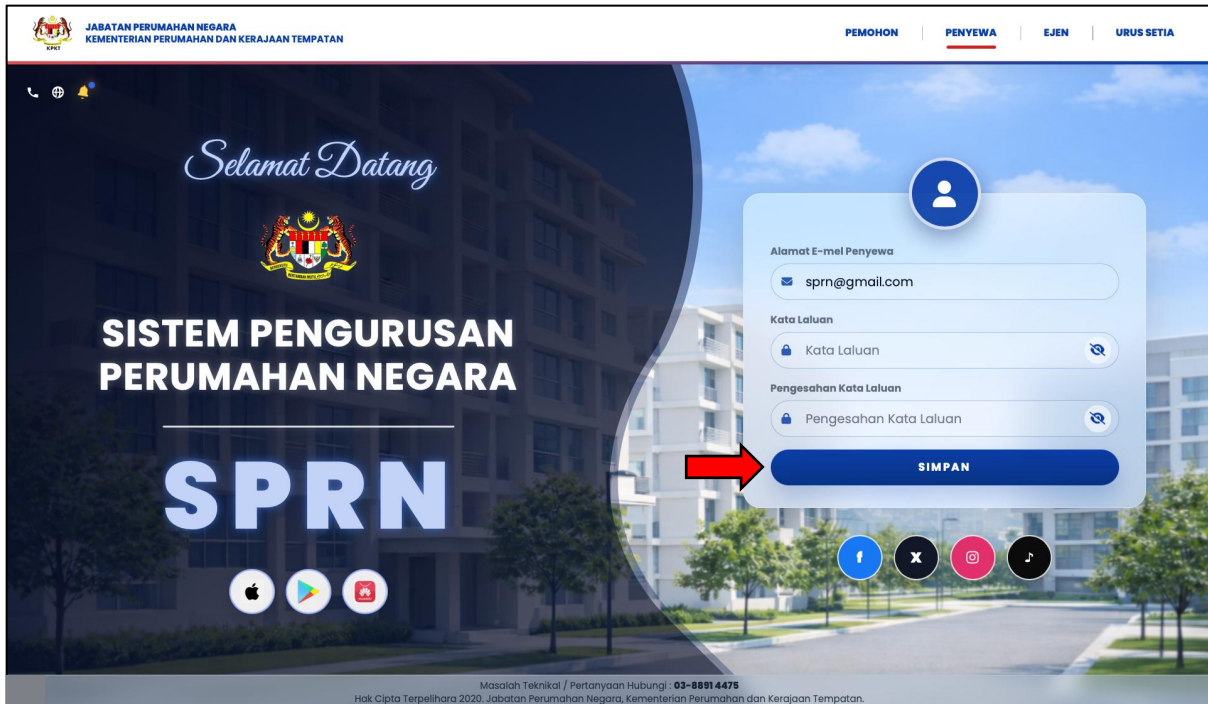 KPKT
JABATAN PERUMAHAN NEGARA
KEMENTERIAN PERUMAHAN DAN KERAJAAN TEMPATAN
PEMOHON
PENYEWA
EJEN
URUS SETIA
Selamat Datang
SISTEM PENGURUSAN
PERUMAHAN NEGARA
SPRN
Alamat E-mel Penyewa
sprn@gmail.com
Kata Laluan
Kata Laluan
Pengesahan Kata Laluan
Pengesahan Kata Laluan
SIMPAN
Masalah Teknikal / Pertanyaan Hubungi : 03-8891 4475
Hak Cipta Terpelihara 2020. Jabatan Perumahan Negara, Kementerian Perumahan dan Kerajaan Tempatan.